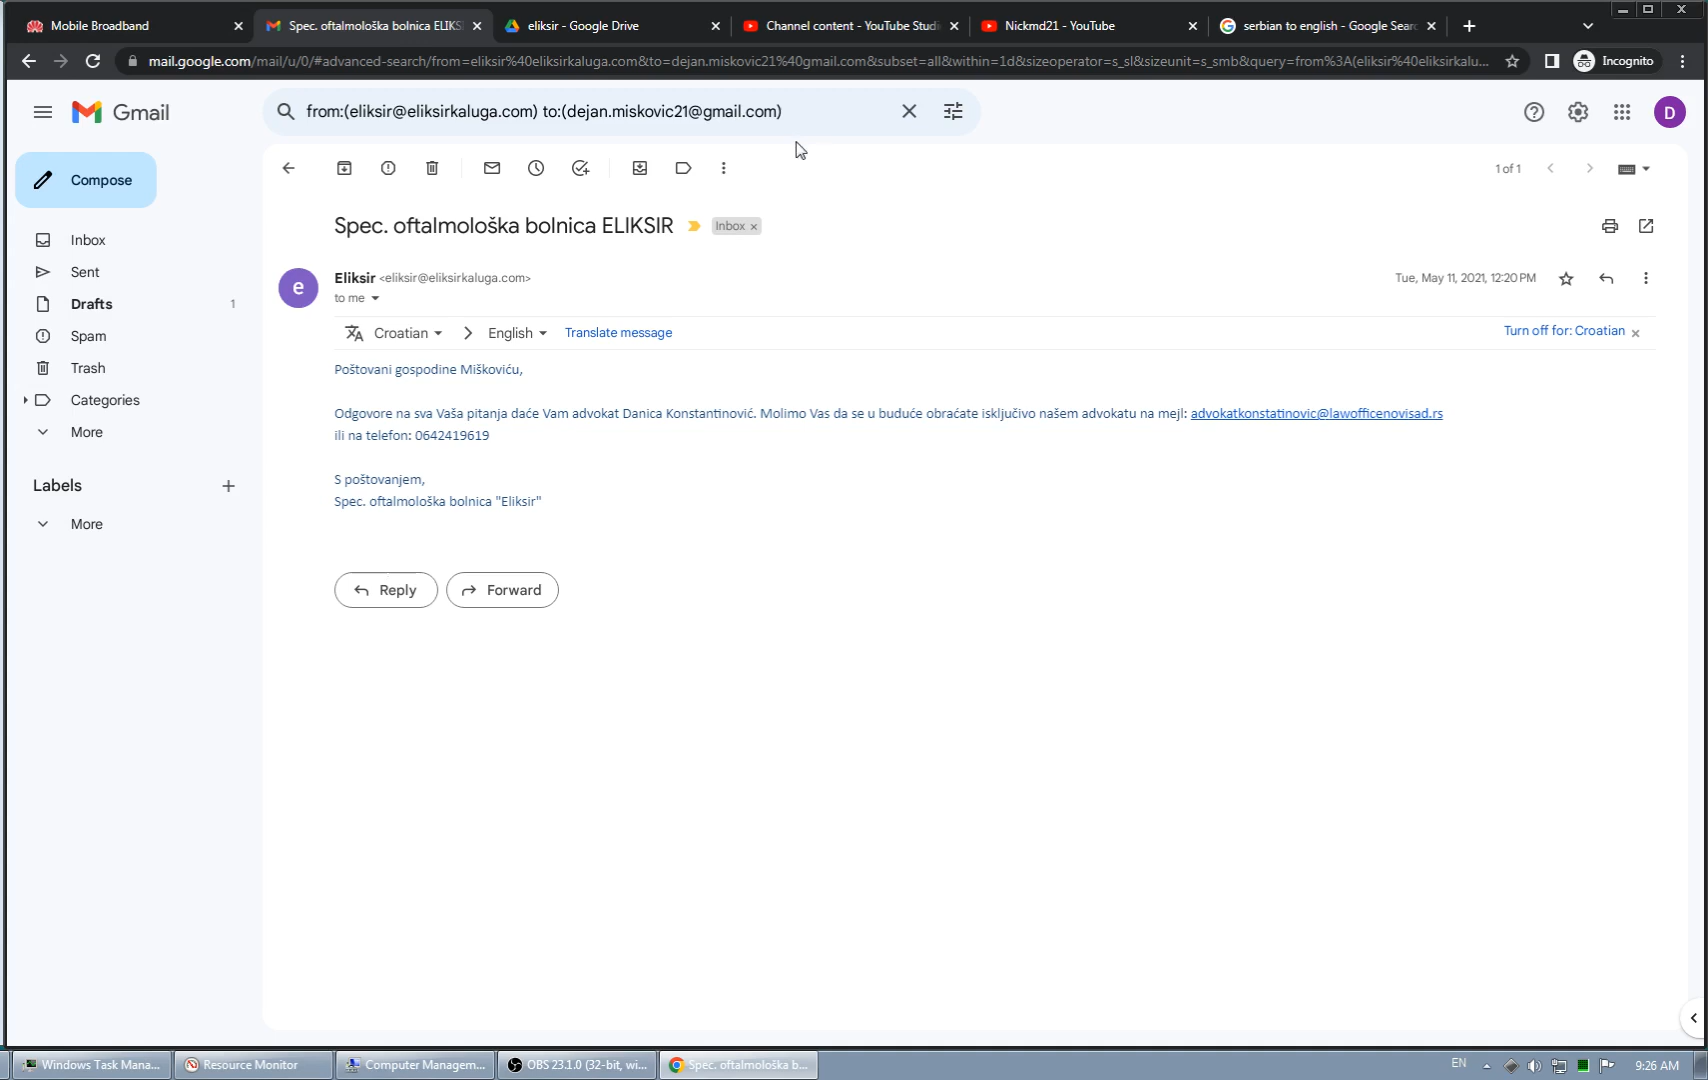 Mobile Broadband
Spec. oftalmološka bolnica ELIKS
eliksir - Google Drive
Channel content - YouTube Studi
Nickmd21 - YouTube
serbian to english - Google Searc
mail.google.com/mail/u/0/#advanced-search/from=eliksir%40eliksirkaluga.com&to=dejan.miskovic21%40gmail.com&subset=all&within=1d&sizeoperator=s_sl&sizeunit=s_smb&query=from%3A(eliksir%40eliksirkalu...
Incognito
Gmail
from:(eliksir@eliksirkaluga.com) to:(dejan.miskovic21@gmail.com)
D
Compose
1 of 1
Spec. oftalmološka bolnica ELIKSIR
Inbox x
Inbox
Sent
Drafts 1
Spam
Trash
Categories
More
Labels +
More
e
Eliksir <eliksir@eliksirkaluga.com>
Tue, May 11, 2021, 12:20 PM
to me
Croatian > English Translate message
Turn off for: Croatian x
Poštovani gospodine Miškoviću,
Odgovore na sva Vaša pitanja daće Vam advokat Danica Konstantinović. Molimo Vas da se u buduće obraćate isključivo našem advokatu na mejl: advokatkonstatinovic@lawofficenovisad.rs
ili na telefon: 0642419619
S poštovanjem,
Spec. oftalmološka bolnica "Eliksir"
Reply
Forward
Windows Task Mana...
Resource Monitor
Computer Managem...
OBS 23.1.0 (32-bit, wi...
Spec. oftalmološka b...
EN
9:26 AM